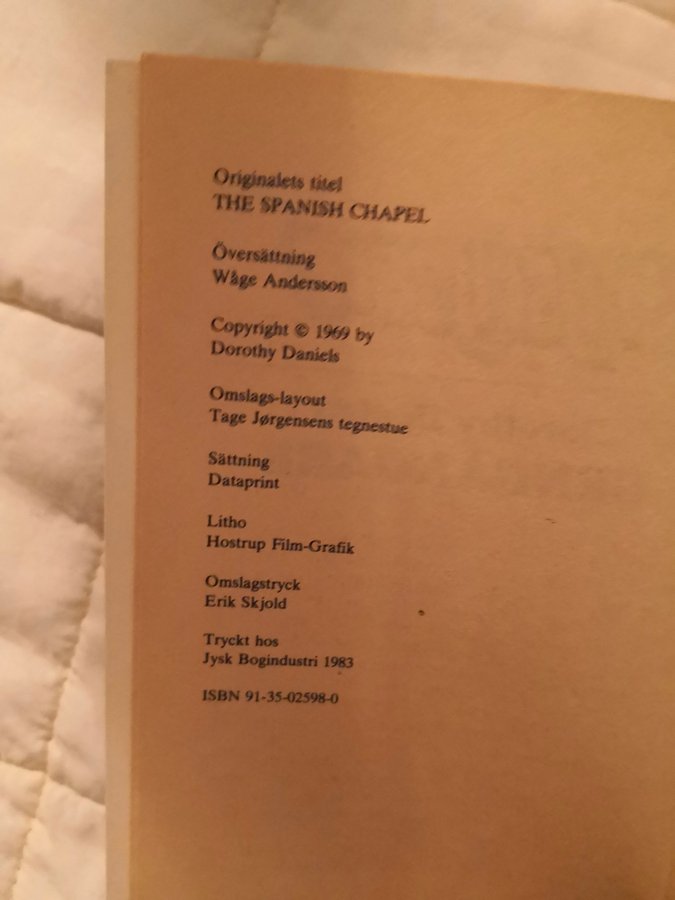 Originalets titel
THE SPANISH CHAPEL
Översättning
Wåge Andersson
Copyright © 1969 by
Dorothy Daniels
Omslags-layout
Tage Jørgensens tegnestue
Sättning
Dataprint
Litho
Hostrup Film-Grafik
Omslagstryck
Erik Skjold
Tryckt hos
Jysk Bogindustri 1983
ISBN 91-35-02598-0